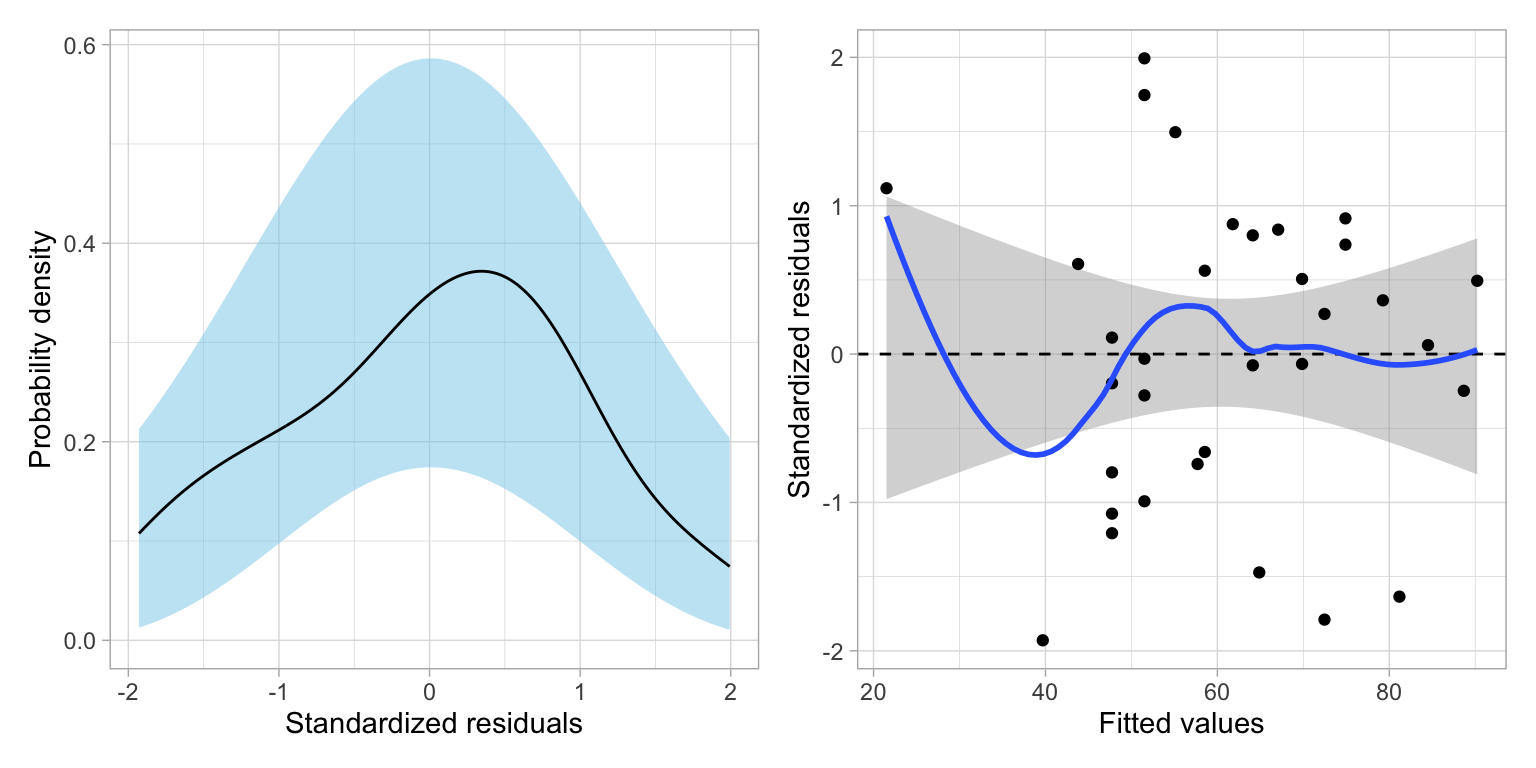 Probability density
0.6
0.4
0.2
0.0
-2 -1 0 1 2
Standardized residuals
Standardized residuals
2
1
0
-1
-2
20 40 60 80
Fitted values